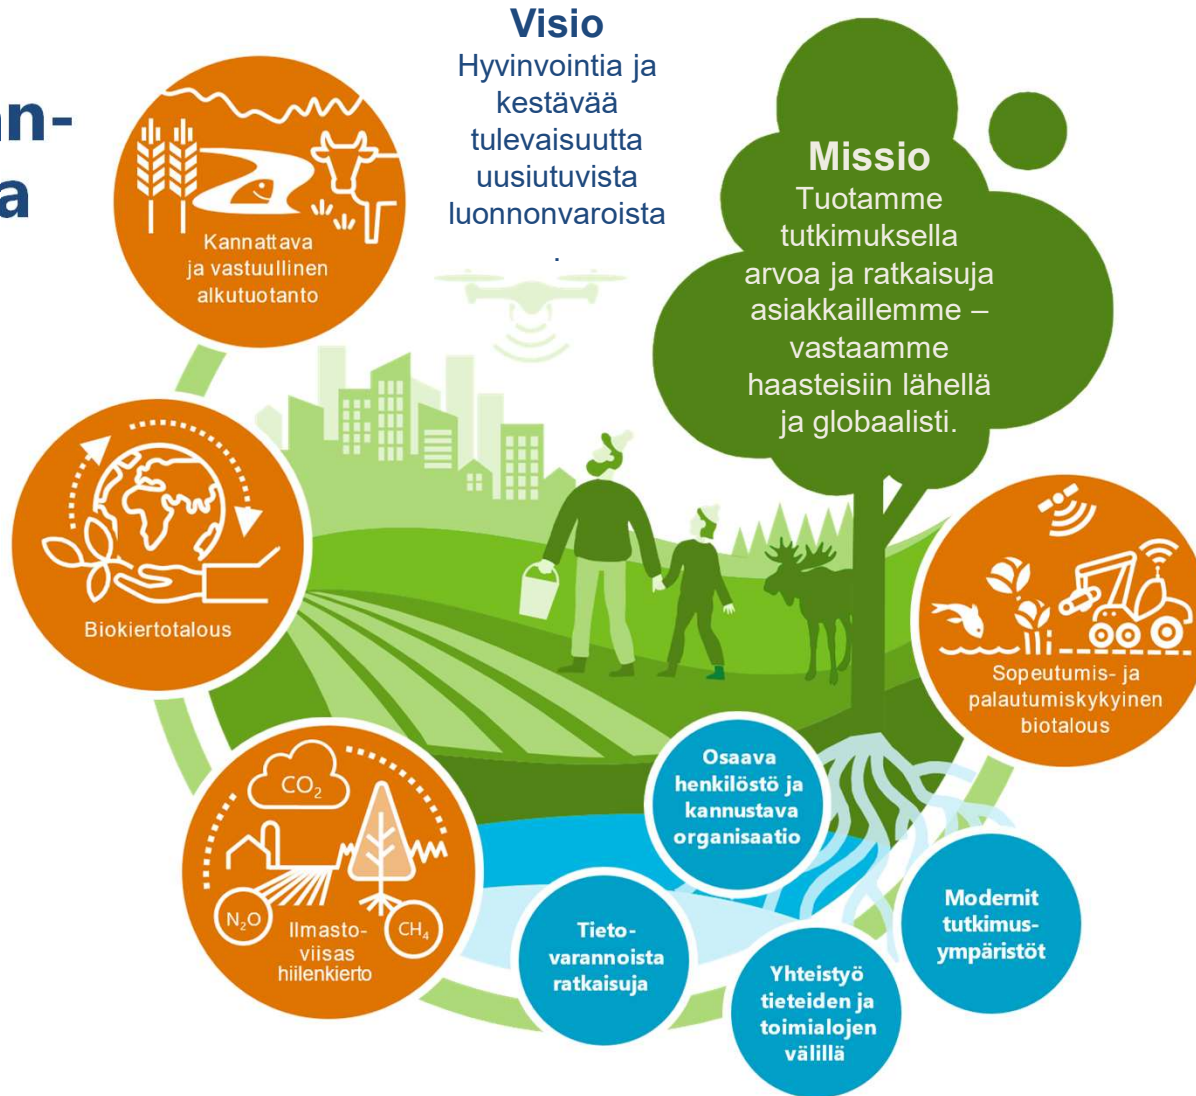 Visio
Hyvinvointia ja
kestävää
tulevaisuutta
uusiutuvista
luonnonvaroista
.
n-
a
Missio
Tuotamme
tutkimuksella
arvoa ja ratkaisuja
asiakkaillemme –
vastaamme
haasteisiin lähellä
ja globaalisti.
Kannattava
ja vastuullinen
alkutuotanto
Biokiertotalous
CO₂
N₂O
CH₄
Ilmasto-
viisas
hiilenkierto
Sopeutumis- ja
palautumiskykyinen
biotalous
Osaava
henkilöstö ja
kannustava
organisaatio
Tieto-
varannoista
ratkaisuja
Yhteistyö
tieteiden ja
toimialojen
välillä
Modernit
tutkimus-
ympäristöt